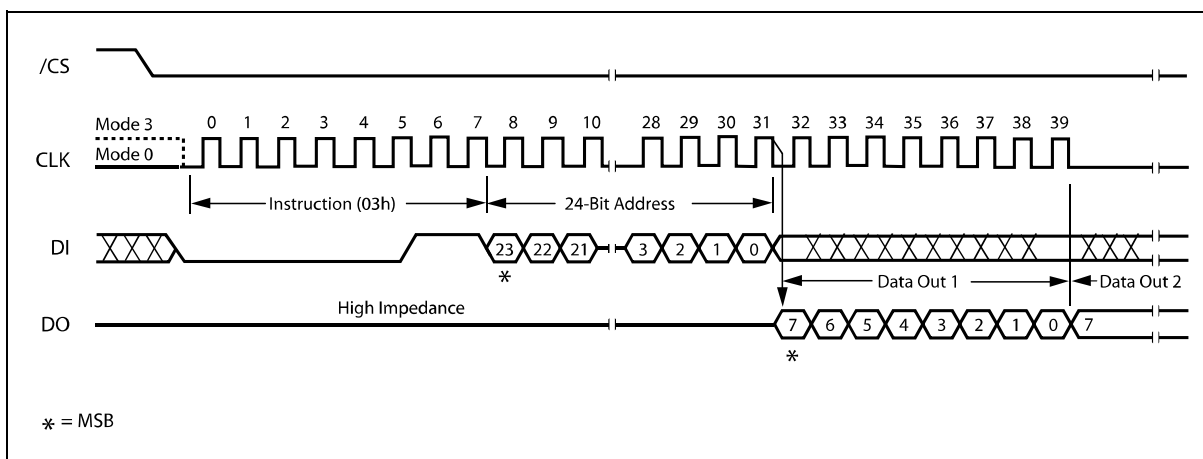 /CS
Mode 3
0 1 2 3 4 5 6 7 8 9 10 28 29 30 31 32 33 34 35 36 37 38 39
CLK
Mode 0
Instruction (03h)
24-Bit Address
DI
23 22 21 3 2 1 0
*
Data Out 1
Data Out 2
High Impedance
DO
7 6 5 4 3 2 1 0 7
*
* = MSB